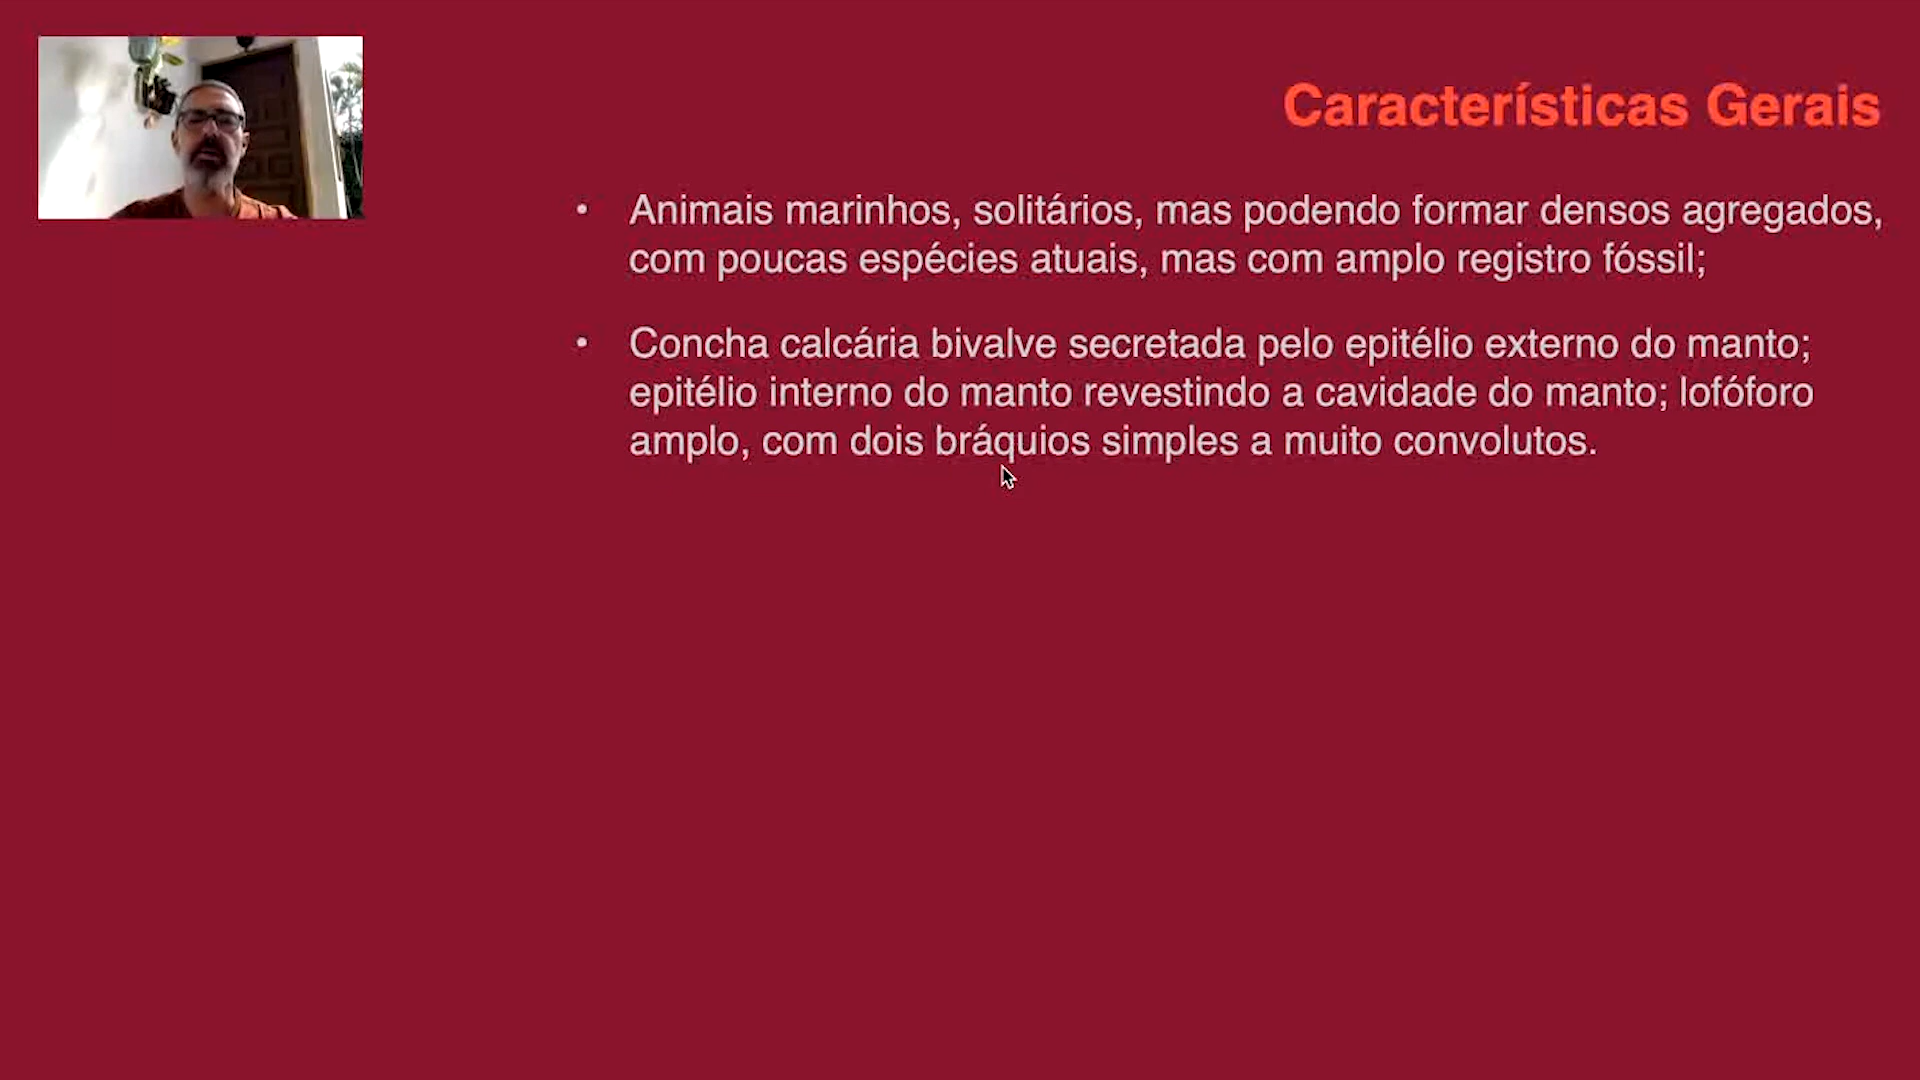 Características Gerais
• Animais marinhos, solitários, mas podendo formar densos agregados,
com poucas espécies atuais, mas com amplo registro fóssil;
• Concha calcária bivalve secretada pelo epitélio externo do manto;
epitélio interno do manto revestindo a cavidade do manto; lofóforo
amplo, com dois bráquios simples a muito convolutos.